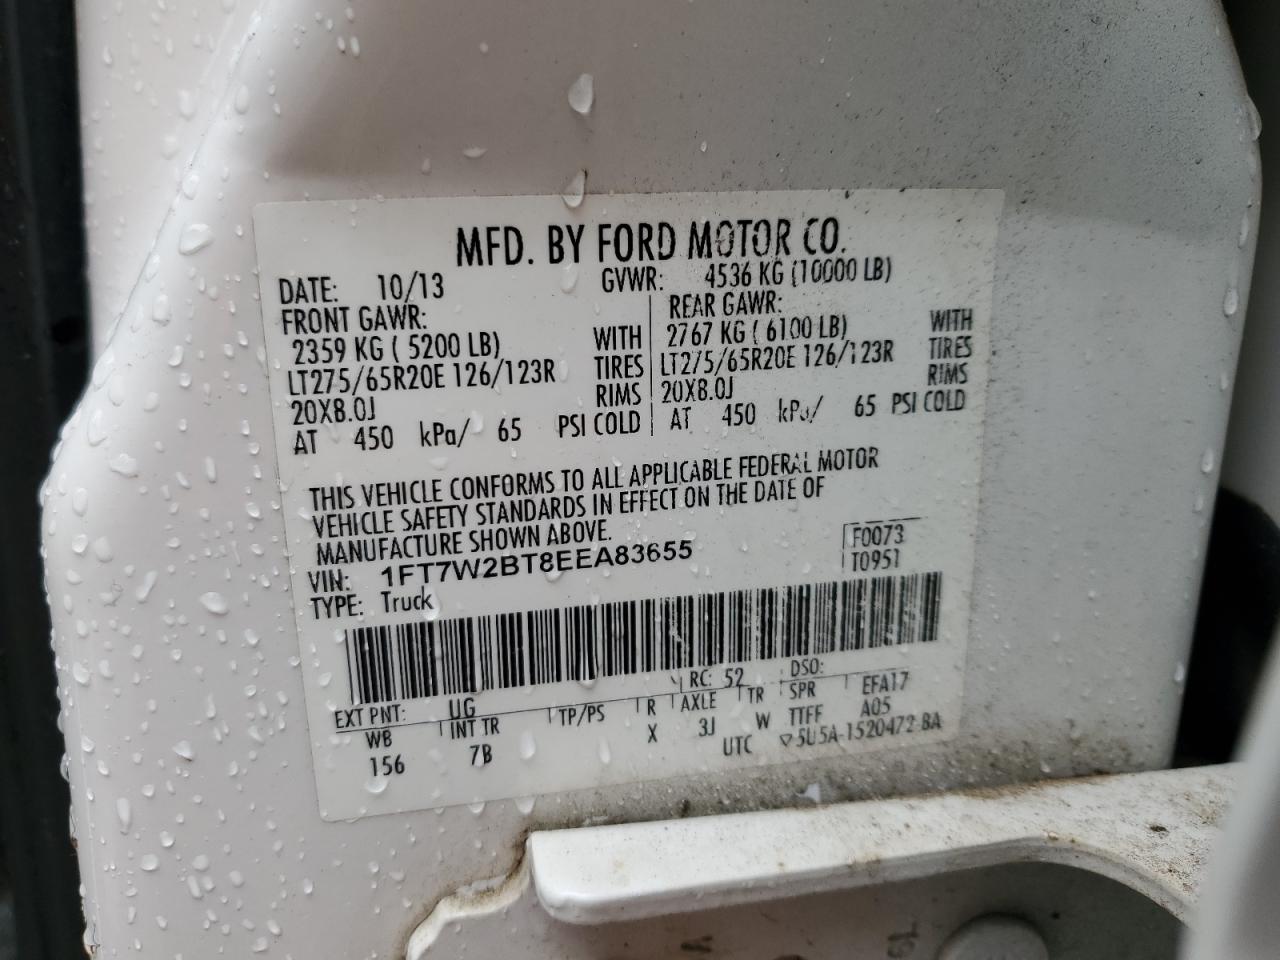 MFD. BY FORD MOTOR CO.
DATE: 10/13 GVWR: 4536 KG (10000 LB)
FRONT GAWR: REAR GAWR:
2359 KG ( 5200 LB) WITH 2767 KG ( 6100 LB) WITH
LT275/65R20E 126/123R TIRES LT275/65R20E 126/123R TIRES
20X8.0J RIMS 20X8.0J RIMS
AT 450 kPa/ 65 PSI COLD AT 450 kPa/ 65 PSI COLD
THIS VEHICLE CONFORMS TO ALL APPLICABLE FEDERAL MOTOR
VEHICLE SAFETY STANDARDS IN EFFECT ON THE DATE OF
MANUFACTURE SHOWN ABOVE.
VIN: 1FT7W2BT8EEA83655 F0073
TYPE: Truck T0951
EXT PNT: UG RC: 52 DSO:
WB INT TR TP/PS R AXLE TR SPR EFA17
156 7B X 3J W TTFF A05
UTC ▽5U5A-1520472-BA